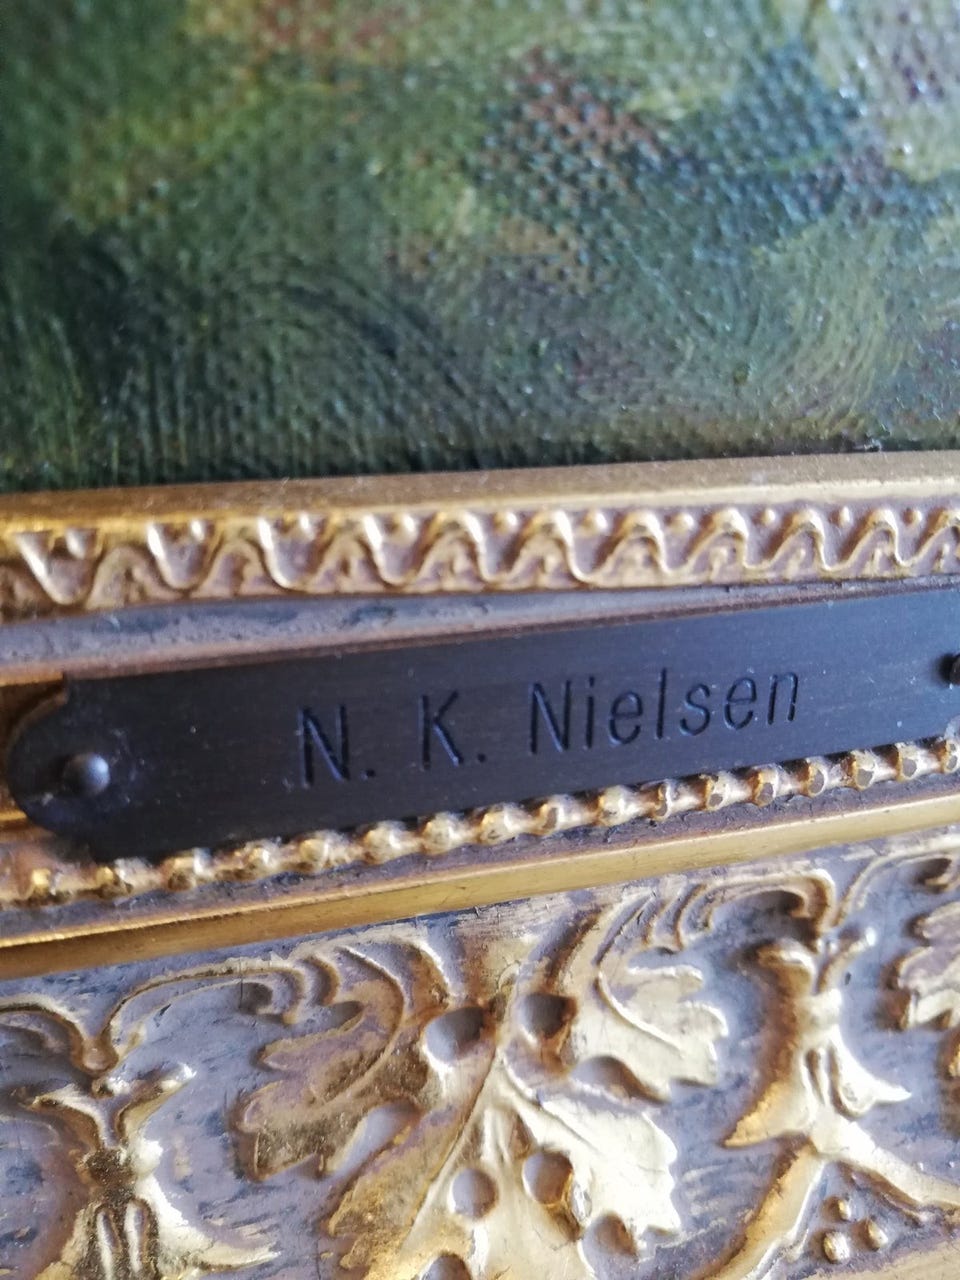 N. K. Nielsen